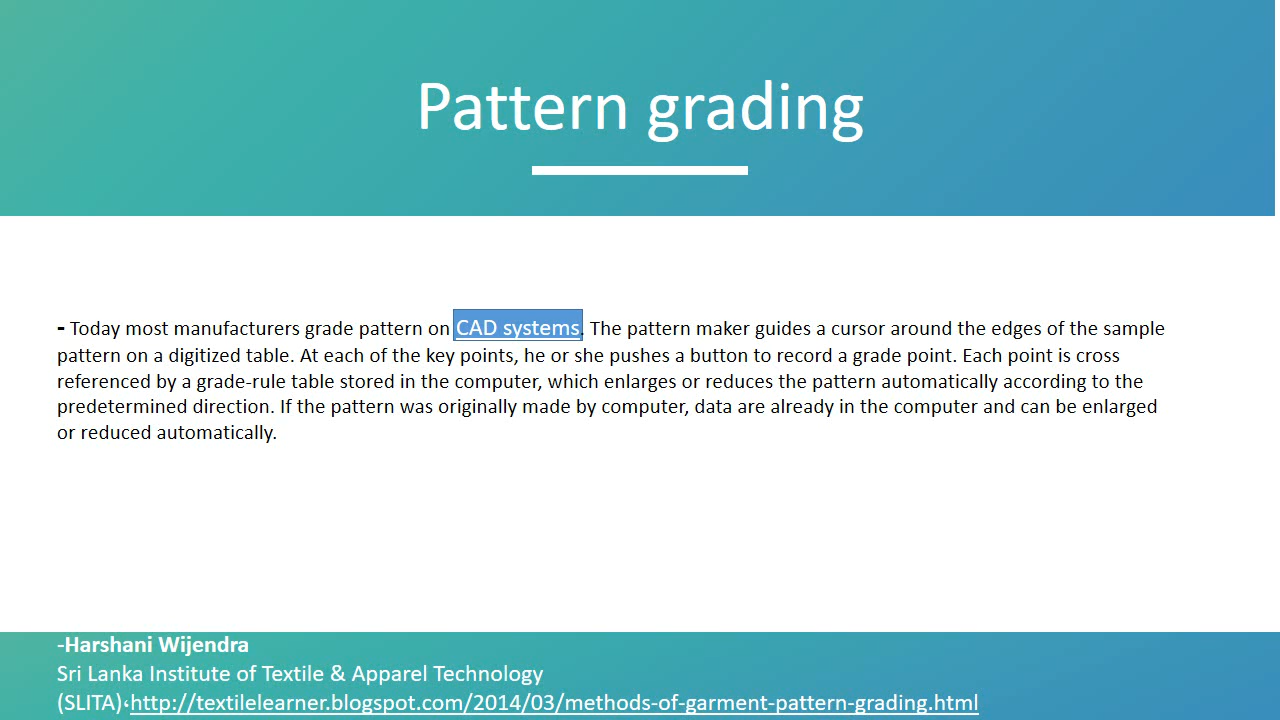 Pattern grading
- Today most manufacturers grade pattern on CAD systems. The pattern maker guides a cursor around the edges of the sample
pattern on a digitized table. At each of the key points, he or she pushes a button to record a grade point. Each point is cross
referenced by a grade-rule table stored in the computer, which enlarges or reduces the pattern automatically according to the
predetermined direction. If the pattern was originally made by computer, data are already in the computer and can be enlarged
or reduced automatically.
-Harshani Wijendra
Sri Lanka Institute of Textile & Apparel Technology
(SLITA)،http://textilelearner.blogspot.com/2014/03/methods-of-garment-pattern-grading.html